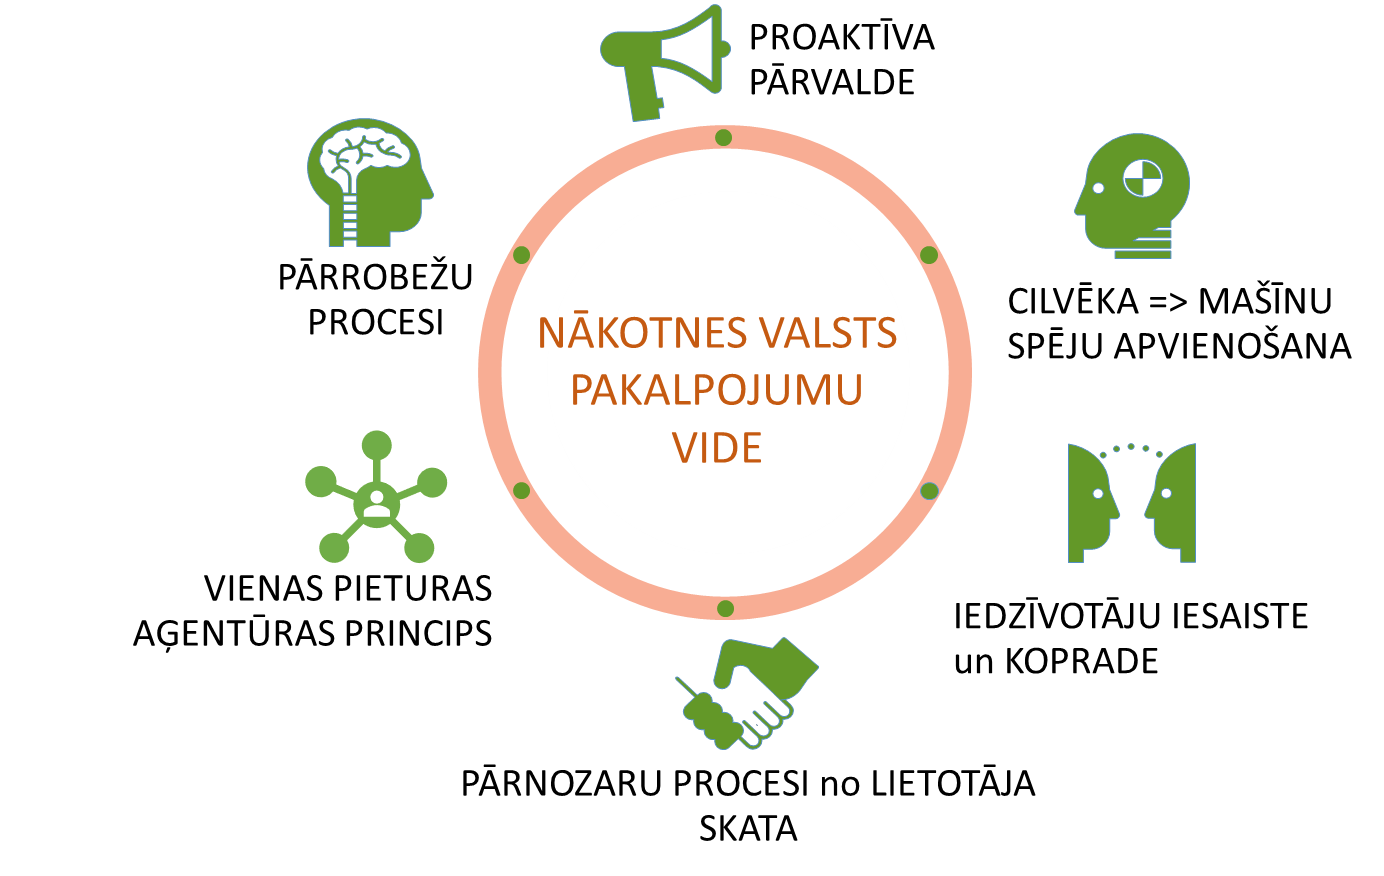 PROAKTĪVA
PĀRVALDE
PĀRROBEŽU
PROCESI
CILVĒKA => MAŠĪNU
SPĒJU APVIENOŠANA
NĀKOTNES VALSTS
PAKALPOJUMU
VIDE
VIENAS PIETURAS
AĢENTŪRAS PRINCIPS
IEDZĪVOTĀJU IESAISTE
un KOPRADE
PĀRNOZARU PROCESI no LIETOTĀJA
SKATA